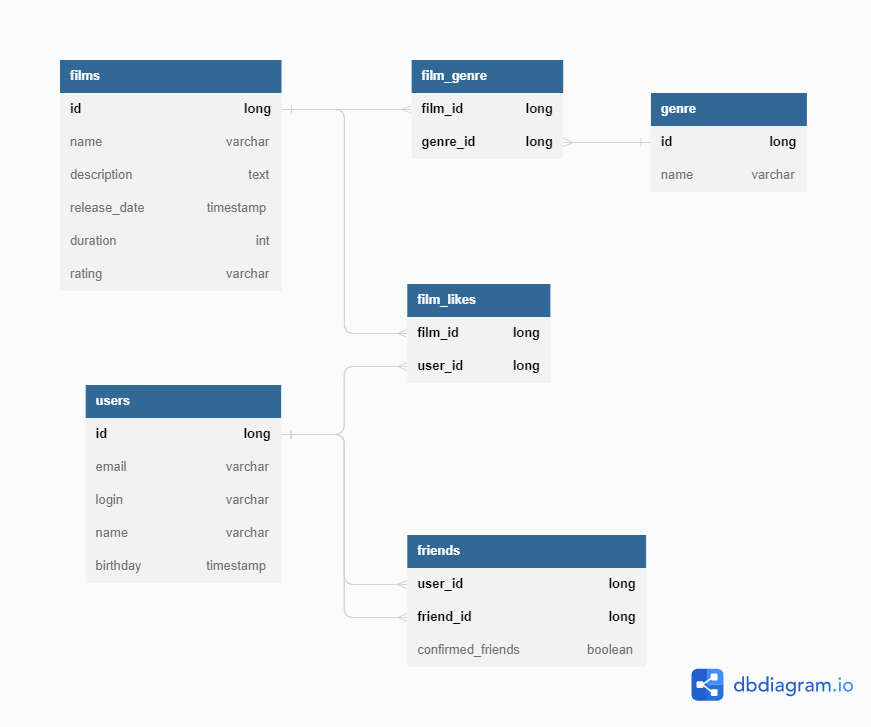 films
id long
name varchar
description text
release_date timestamp
duration int
rating varchar
film_genre
film_id long
genre_id long
genre
id long
name varchar
film_likes
film_id long
user_id long
users
id long
email varchar
login varchar
name varchar
birthday timestamp
friends
user_id long
friend_id long
confirmed_friends boolean
dbdiagram.io